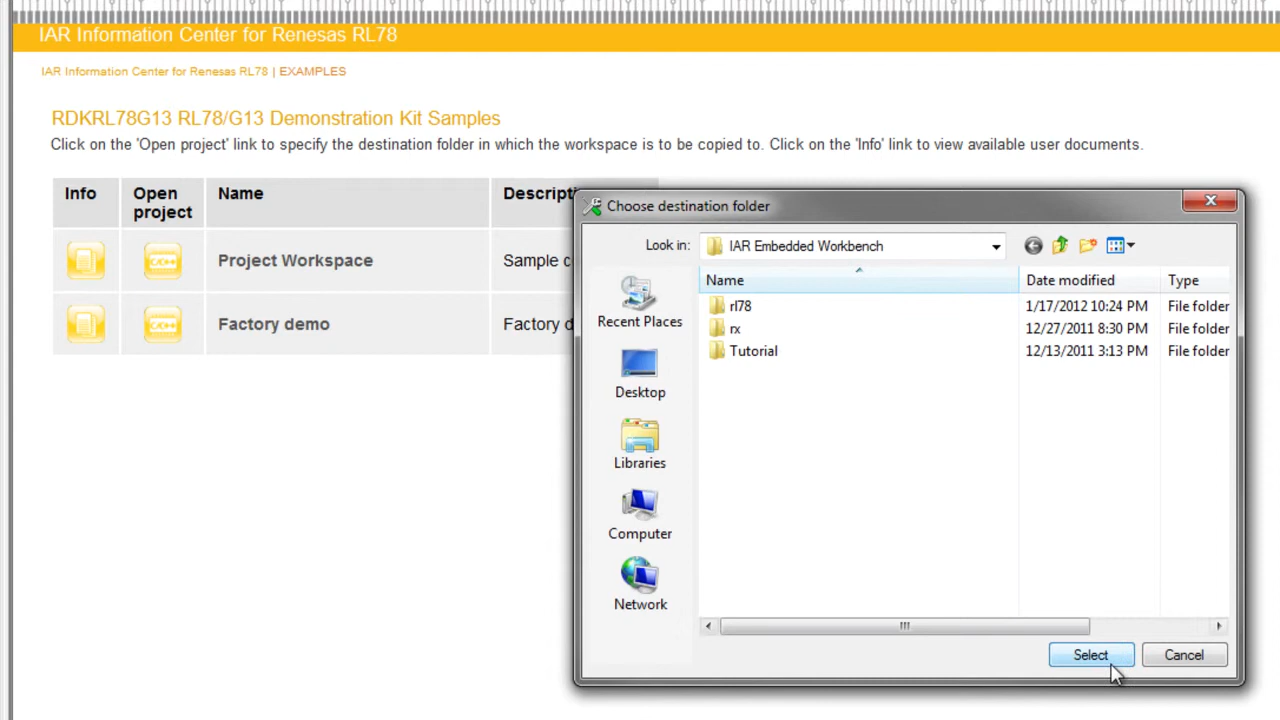 IAR Information Center for Renesas RL78
IAR Information Center for Renesas RL78 | EXAMPLES
RDKRL78G13 RL78/G13 Demonstration Kit Samples
Click on the 'Open project' link to specify the destination folder in which the workspace is to be copied to. Click on the 'Info' link to view available user documents.
Info Open project Name Descripti
Project Workspace Sample c
Factory demo Factory d
Choose destination folder
Look in: IAR Embedded Workbench
Name Date modified Type
rl78 1/17/2012 10:24 PM File folder
rx 12/27/2011 8:30 PM File folder
Tutorial 12/13/2011 3:13 PM File folder
Recent Places
Desktop
Libraries
Computer
Network
Select Cancel